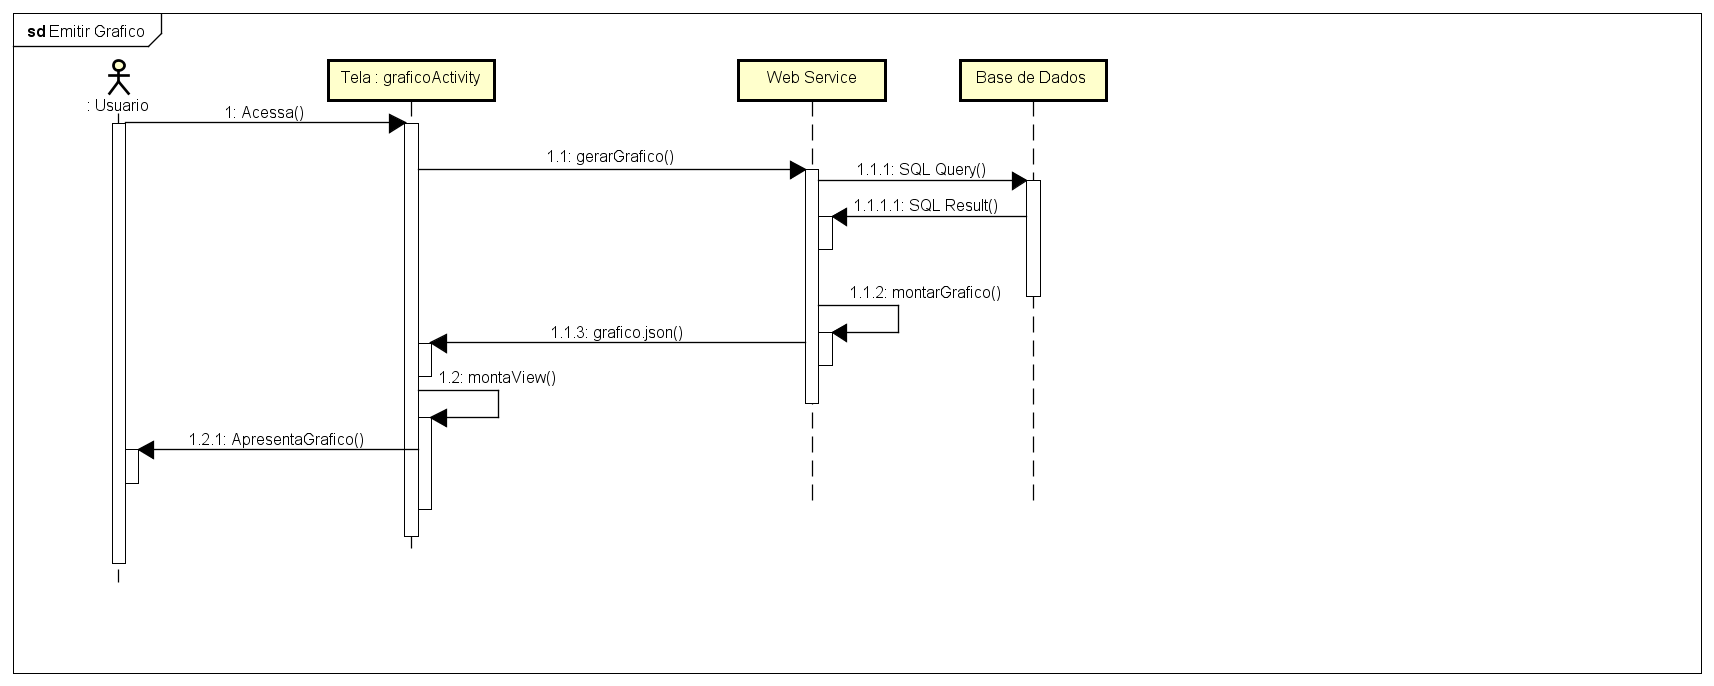 sd Emitir Grafico
: Usuario
Tela : graficoActivity
Web Service
Base de Dados
1: Acessa()
1.1: gerarGrafico()
1.1.1: SQL Query()
1.1.1.1: SQL Result()
1.1.2: montarGrafico()
1.1.3: grafico.json()
1.2: montaView()
1.2.1: ApresentaGrafico()